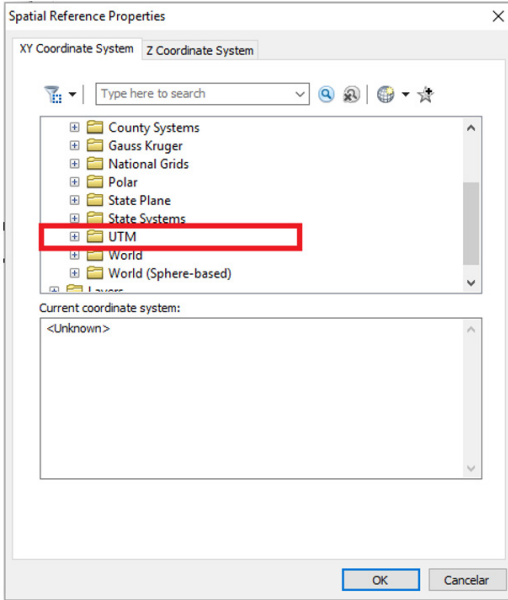 Spatial Reference Properties
XY Coordinate System Z Coordinate System
Type here to search
County Systems
Gauss Kruger
National Grids
Polar
State Plane
State Systems
UTM
World
World (Sphere-based)
Layers
Current coordinate system:
<Unknown>
OK Cancelar